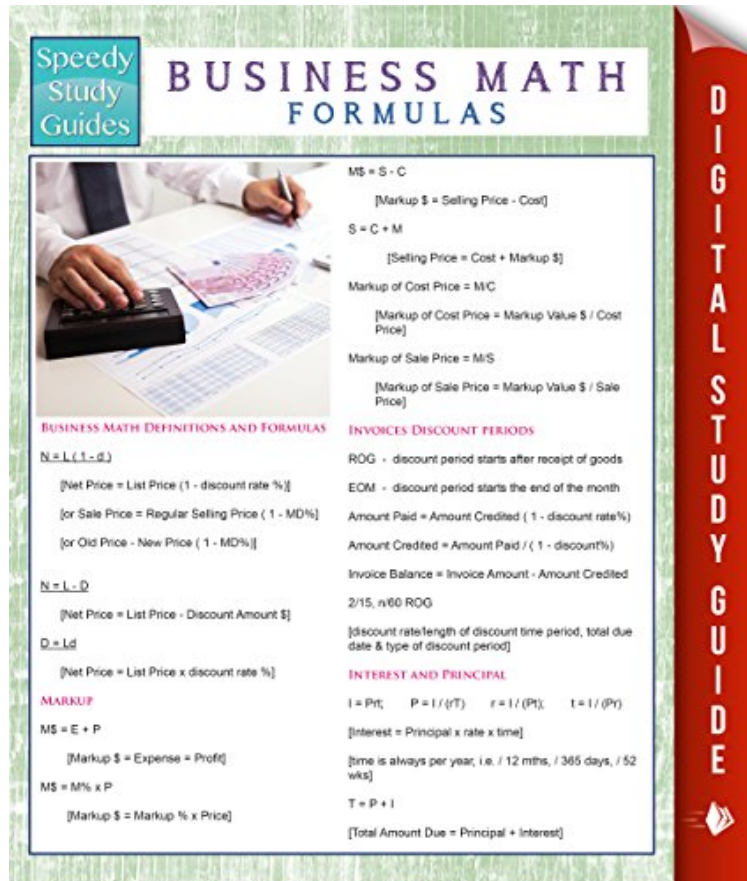 Speedy
Study
Guides
BUSINESS MATH
FORMULAS
BUSINESS MATH DEFINITIONS AND FORMULAS
N = L ( 1 - d )
[Net Price = List Price (1 - discount rate %)]
[or Sale Price = Regular Selling Price ( 1 - MD%]
[or Old Price - New Price ( 1 - MD%)]
N = L - D
[Net Price = List Price - Discount Amount $]
D = Ld
[Net Price = List Price x discount rate %]
MARKUP
M$ = E + P
[Markup $ = Expense = Profit]
M$ = M% x P
[Markup $ = Markup % x Price]
M$ = S - C
[Markup $ = Selling Price - Cost]
S = C + M
[Selling Price = Cost + Markup $]
Markup of Cost Price = M/C
[Markup of Cost Price = Markup Value $ / Cost
Price]
Markup of Sale Price = M/S
[Markup of Sale Price = Markup Value $ / Sale
Price]
INVOICES DISCOUNT PERIODS
ROG - discount period starts after receipt of goods
EOM - discount period starts the end of the month
Amount Paid = Amount Credited ( 1 - discount rate%)
Amount Credited = Amount Paid / ( 1 - discount%)
Invoice Balance = Invoice Amount - Amount Credited
2/15, n/60 ROG
[discount rate/length of discount time period, total due
date & type of discount period]
INTEREST AND PRINCIPAL
I = Prt; P = I / (rT) r = I / (Pt); t = I / (Pr)
[Interest = Principal x rate x time]
[time is always per year, i.e. / 12 mths, / 365 days, / 52
wks]
T = P + I
[Total Amount Due = Principal + Interest]
DIGITAL STUDY GUIDE